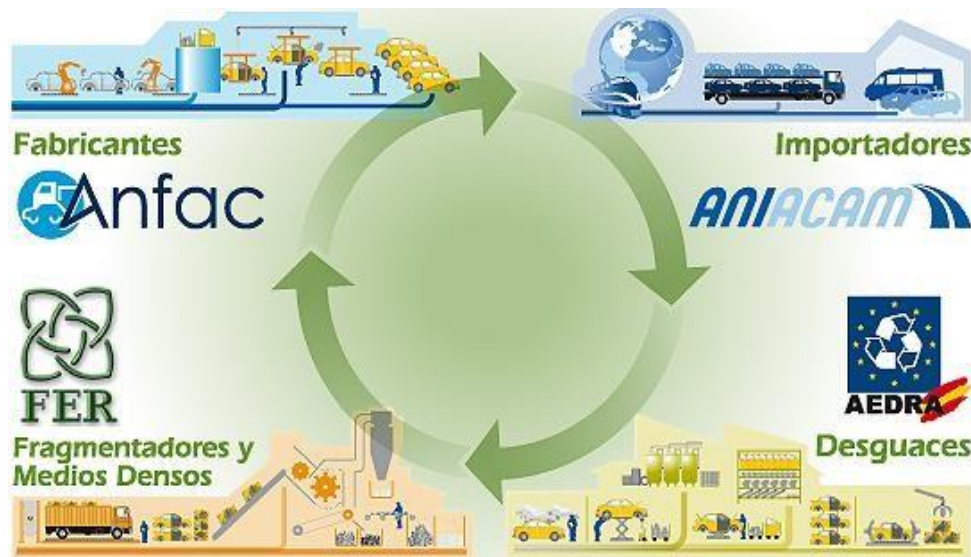 Fabricantes
Anfac
Importadores
ANIACAM
FER
Fragmentadores y
Medios Densos
AEDRA
Desguaces